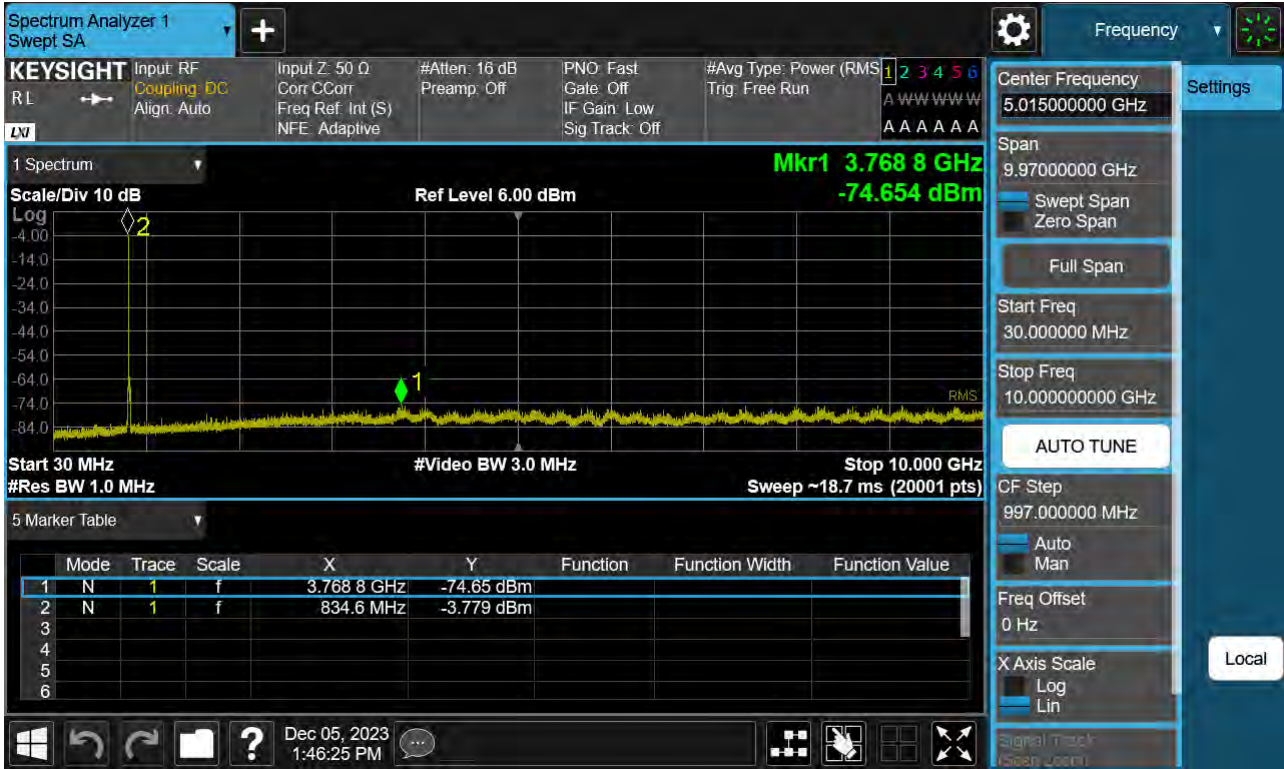 Spectrum Analyzer 1
Swept SA
Frequency
KEYSIGHT
RL
LXI
Input: RF
Coupling: DC
Align: Auto
Input Z: 50 Ω
Corr CCorr
Freq Ref: Int (S)
NFE: Adaptive
#Atten: 16 dB
Preamp: Off
PNO: Fast
Gate: Off
IF Gain: Low
Sig Track: Off
#Avg Type: Power (RMS
Trig: Free Run
1 2 3 4 5 6
A W W W W W
A A A A A A
1 Spectrum
Scale/Div 10 dB
Ref Level 6.00 dBm
Mkr1 3.768 8 GHz
-74.654 dBm
Log
-4.00
-14.0
-24.0
-34.0
-44.0
-54.0
-64.0
-74.0
-84.0
2
1
RMS
Start 30 MHz
#Video BW 3.0 MHz
Stop 10.000 GHz
#Res BW 1.0 MHz
Sweep ~18.7 ms (20001 pts)
5 Marker Table
Mode Trace Scale X Y Function Function Width Function Value
1 N 1 f 3.768 8 GHz -74.65 dBm
2 N 1 f 834.6 MHz -3.779 dBm
3
4
5
6
Dec 05, 2023
1:46:25 PM
Center Frequency
5.015000000 GHz
Settings
Span
9.97000000 GHz
Swept Span
Zero Span
Full Span
Start Freq
30.000000 MHz
Stop Freq
10.000000000 GHz
AUTO TUNE
CF Step
997.000000 MHz
Auto
Man
Freq Offset
0 Hz
X Axis Scale
Log
Lin
Local
Signal Track
(Span Zoom)